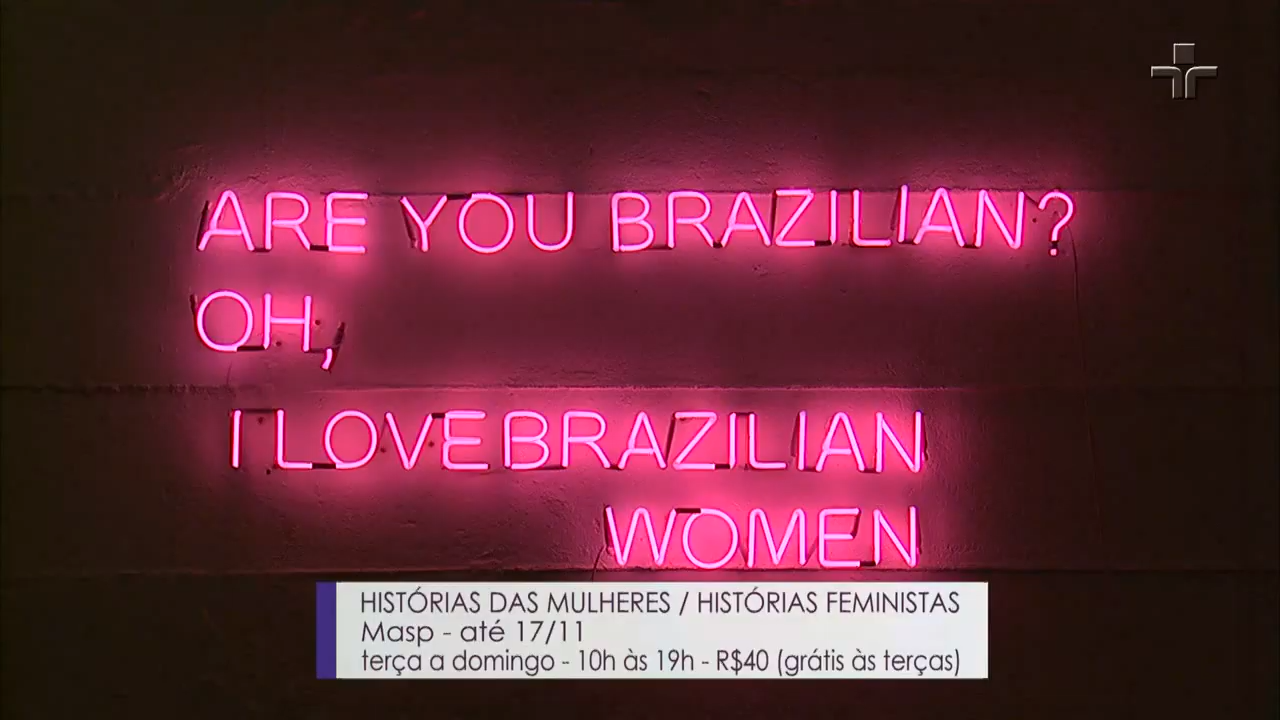 ARE YOU BRAZILIAN?
OH,
I LOVE BRAZILIAN
WOMEN
HISTÓRIAS DAS MULHERES / HISTÓRIAS FEMINISTAS
Masp - até 17/11
terça a domingo - 10h às 19h - R$40 (grátis às terças)